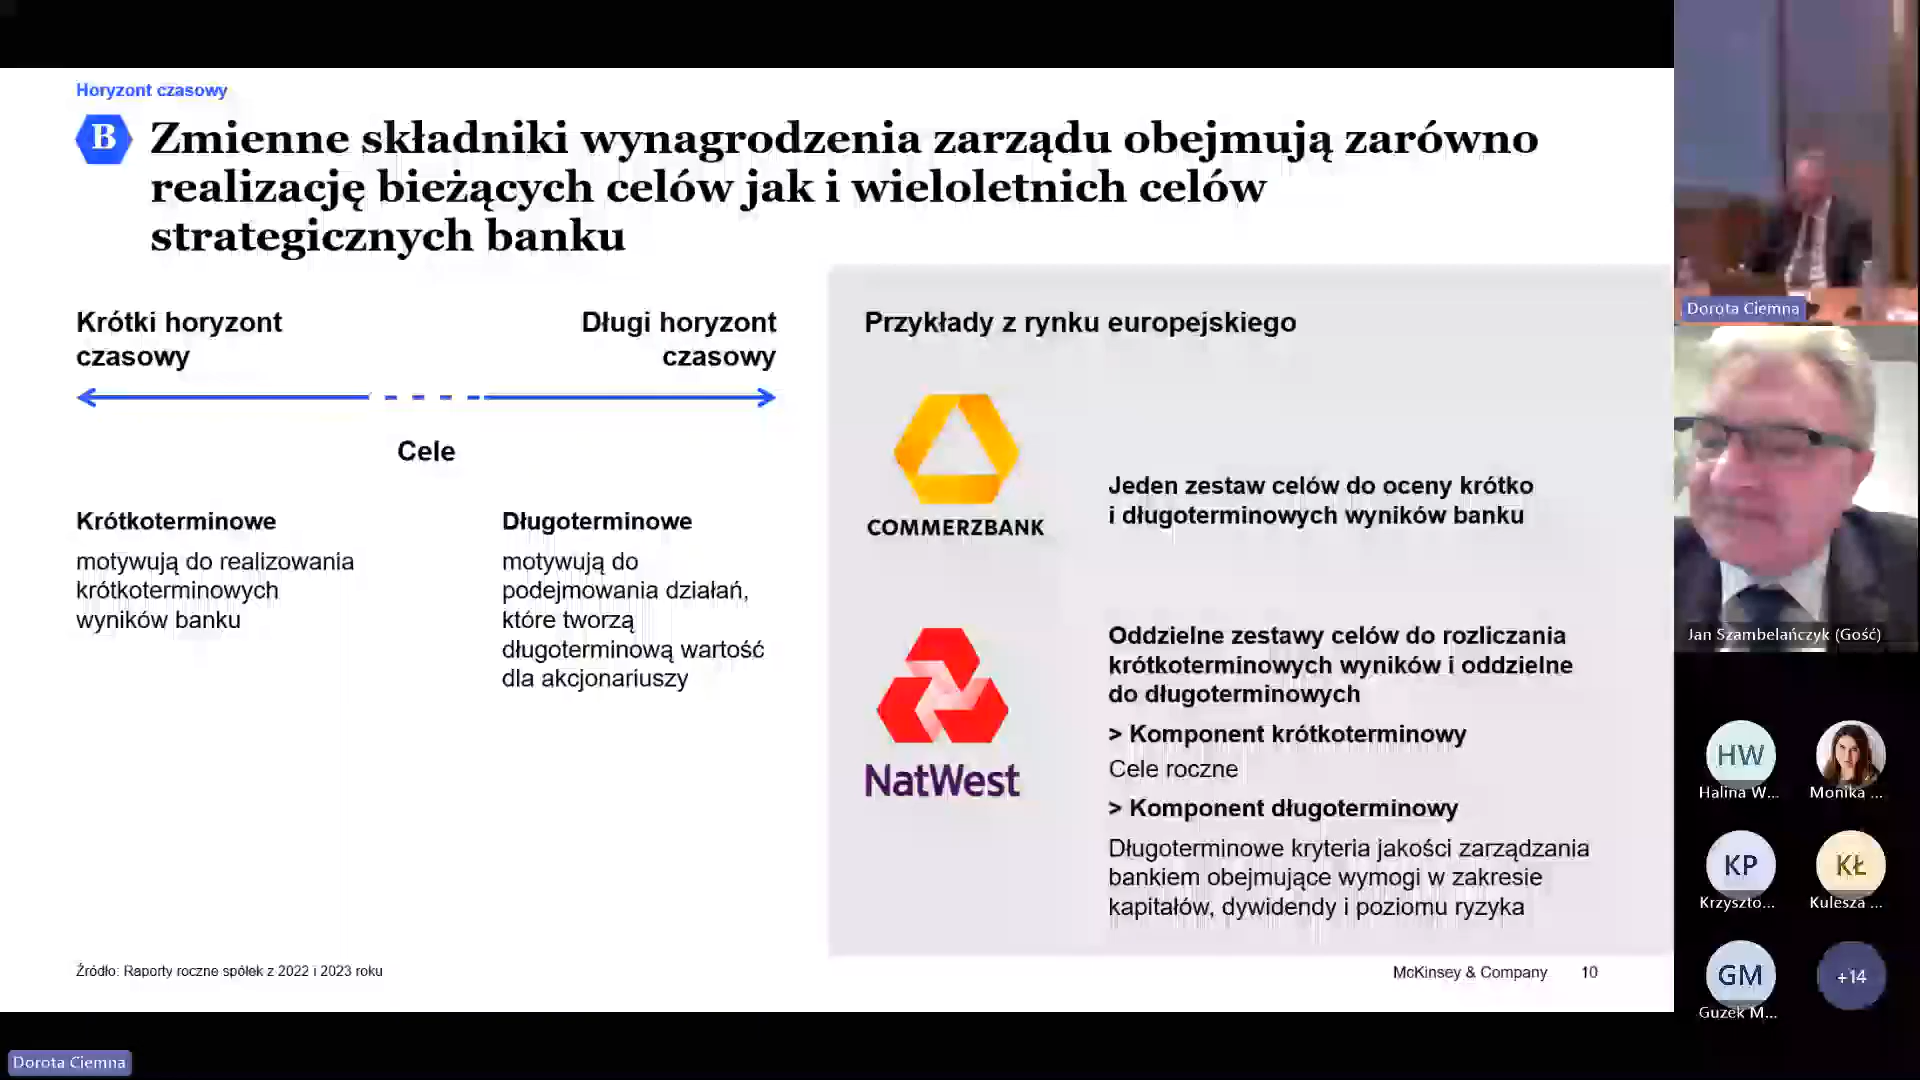 Horyzont czasowy
B
Zmienne składniki wynagrodzenia zarządu obejmują zarówno
realizację bieżących celów jak i wieloletnich celów
strategicznych banku
Krótki horyzont
czasowy
Długi horyzont
czasowy
Cele
Krótkoterminowe
motywują do realizowania
krótkoterminowych
wyników banku
Długoterminowe
motywują do
podejmowania działań,
które tworzą
długoterminową wartość
dla akcjonariuszy
Przykłady z rynku europejskiego
COMMERZBANK
Jeden zestaw celów do oceny krótko
i długoterminowych wyników banku
NatWest
Oddzielne zestawy celów do rozliczania
krótkoterminowych wyników i oddzielne
do długoterminowych
> Komponent krótkoterminowy
Cele roczne
> Komponent długoterminowy
Długoterminowe kryteria jakości zarządzania
bankiem obejmujące wymogi w zakresie
kapitałów, dywidendy i poziomu ryzyka
Źródło: Raporty roczne spółek z 2022 i 2023 roku
McKinsey & Company 10
Dorota Ciemna
Jan Szambelańczyk (Gość)
HW
Halina W...
Monika ...
KP
Krzyszto...
KŁ
Kulesza ...
GM
Guzek M...
+14
Dorota Ciemna